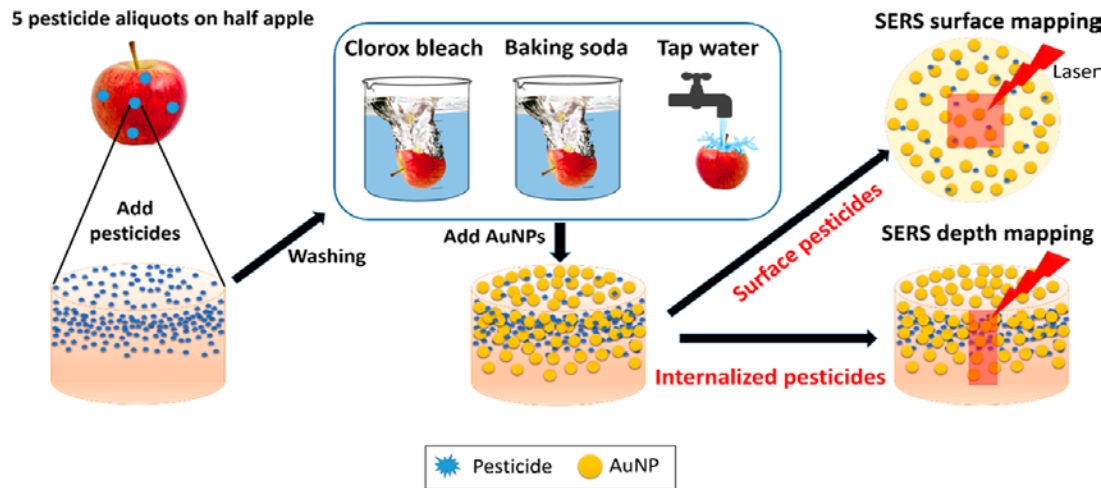 5 pesticide aliquots on half apple
Add
pesticides
Washing
Clorox bleach
Baking soda
Tap water
Add AuNPs
Surface pesticides
Internalized pesticides
SERS surface mapping
Laser
SERS depth mapping
Pesticide
AuNP